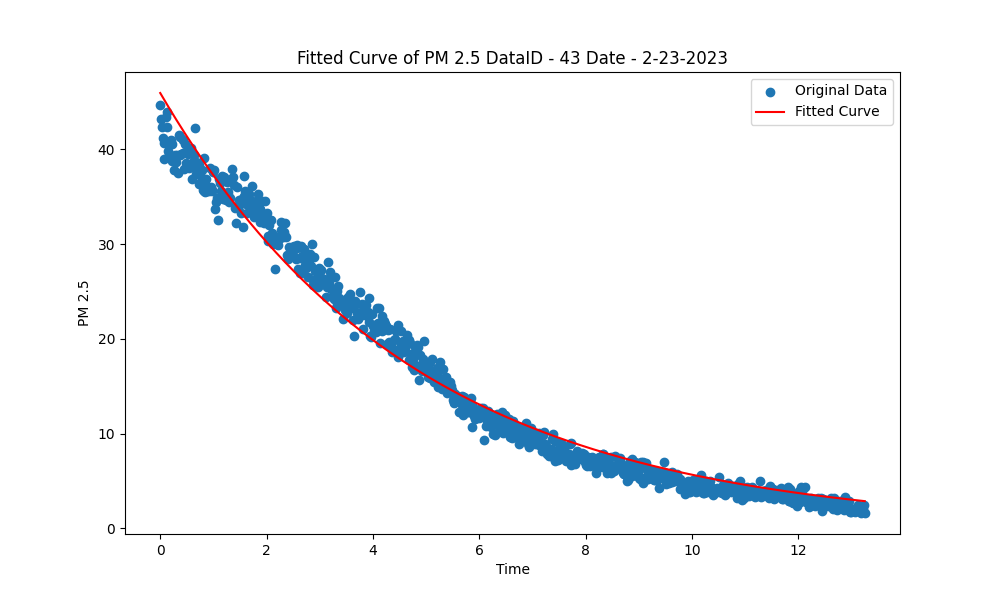 Fitted Curve of PM 2.5 DataID - 43 Date - 2-23-2023
Original Data
Fitted Curve
PM 2.5
40
30
20
10
0
0 2 4 6 8 10 12
Time